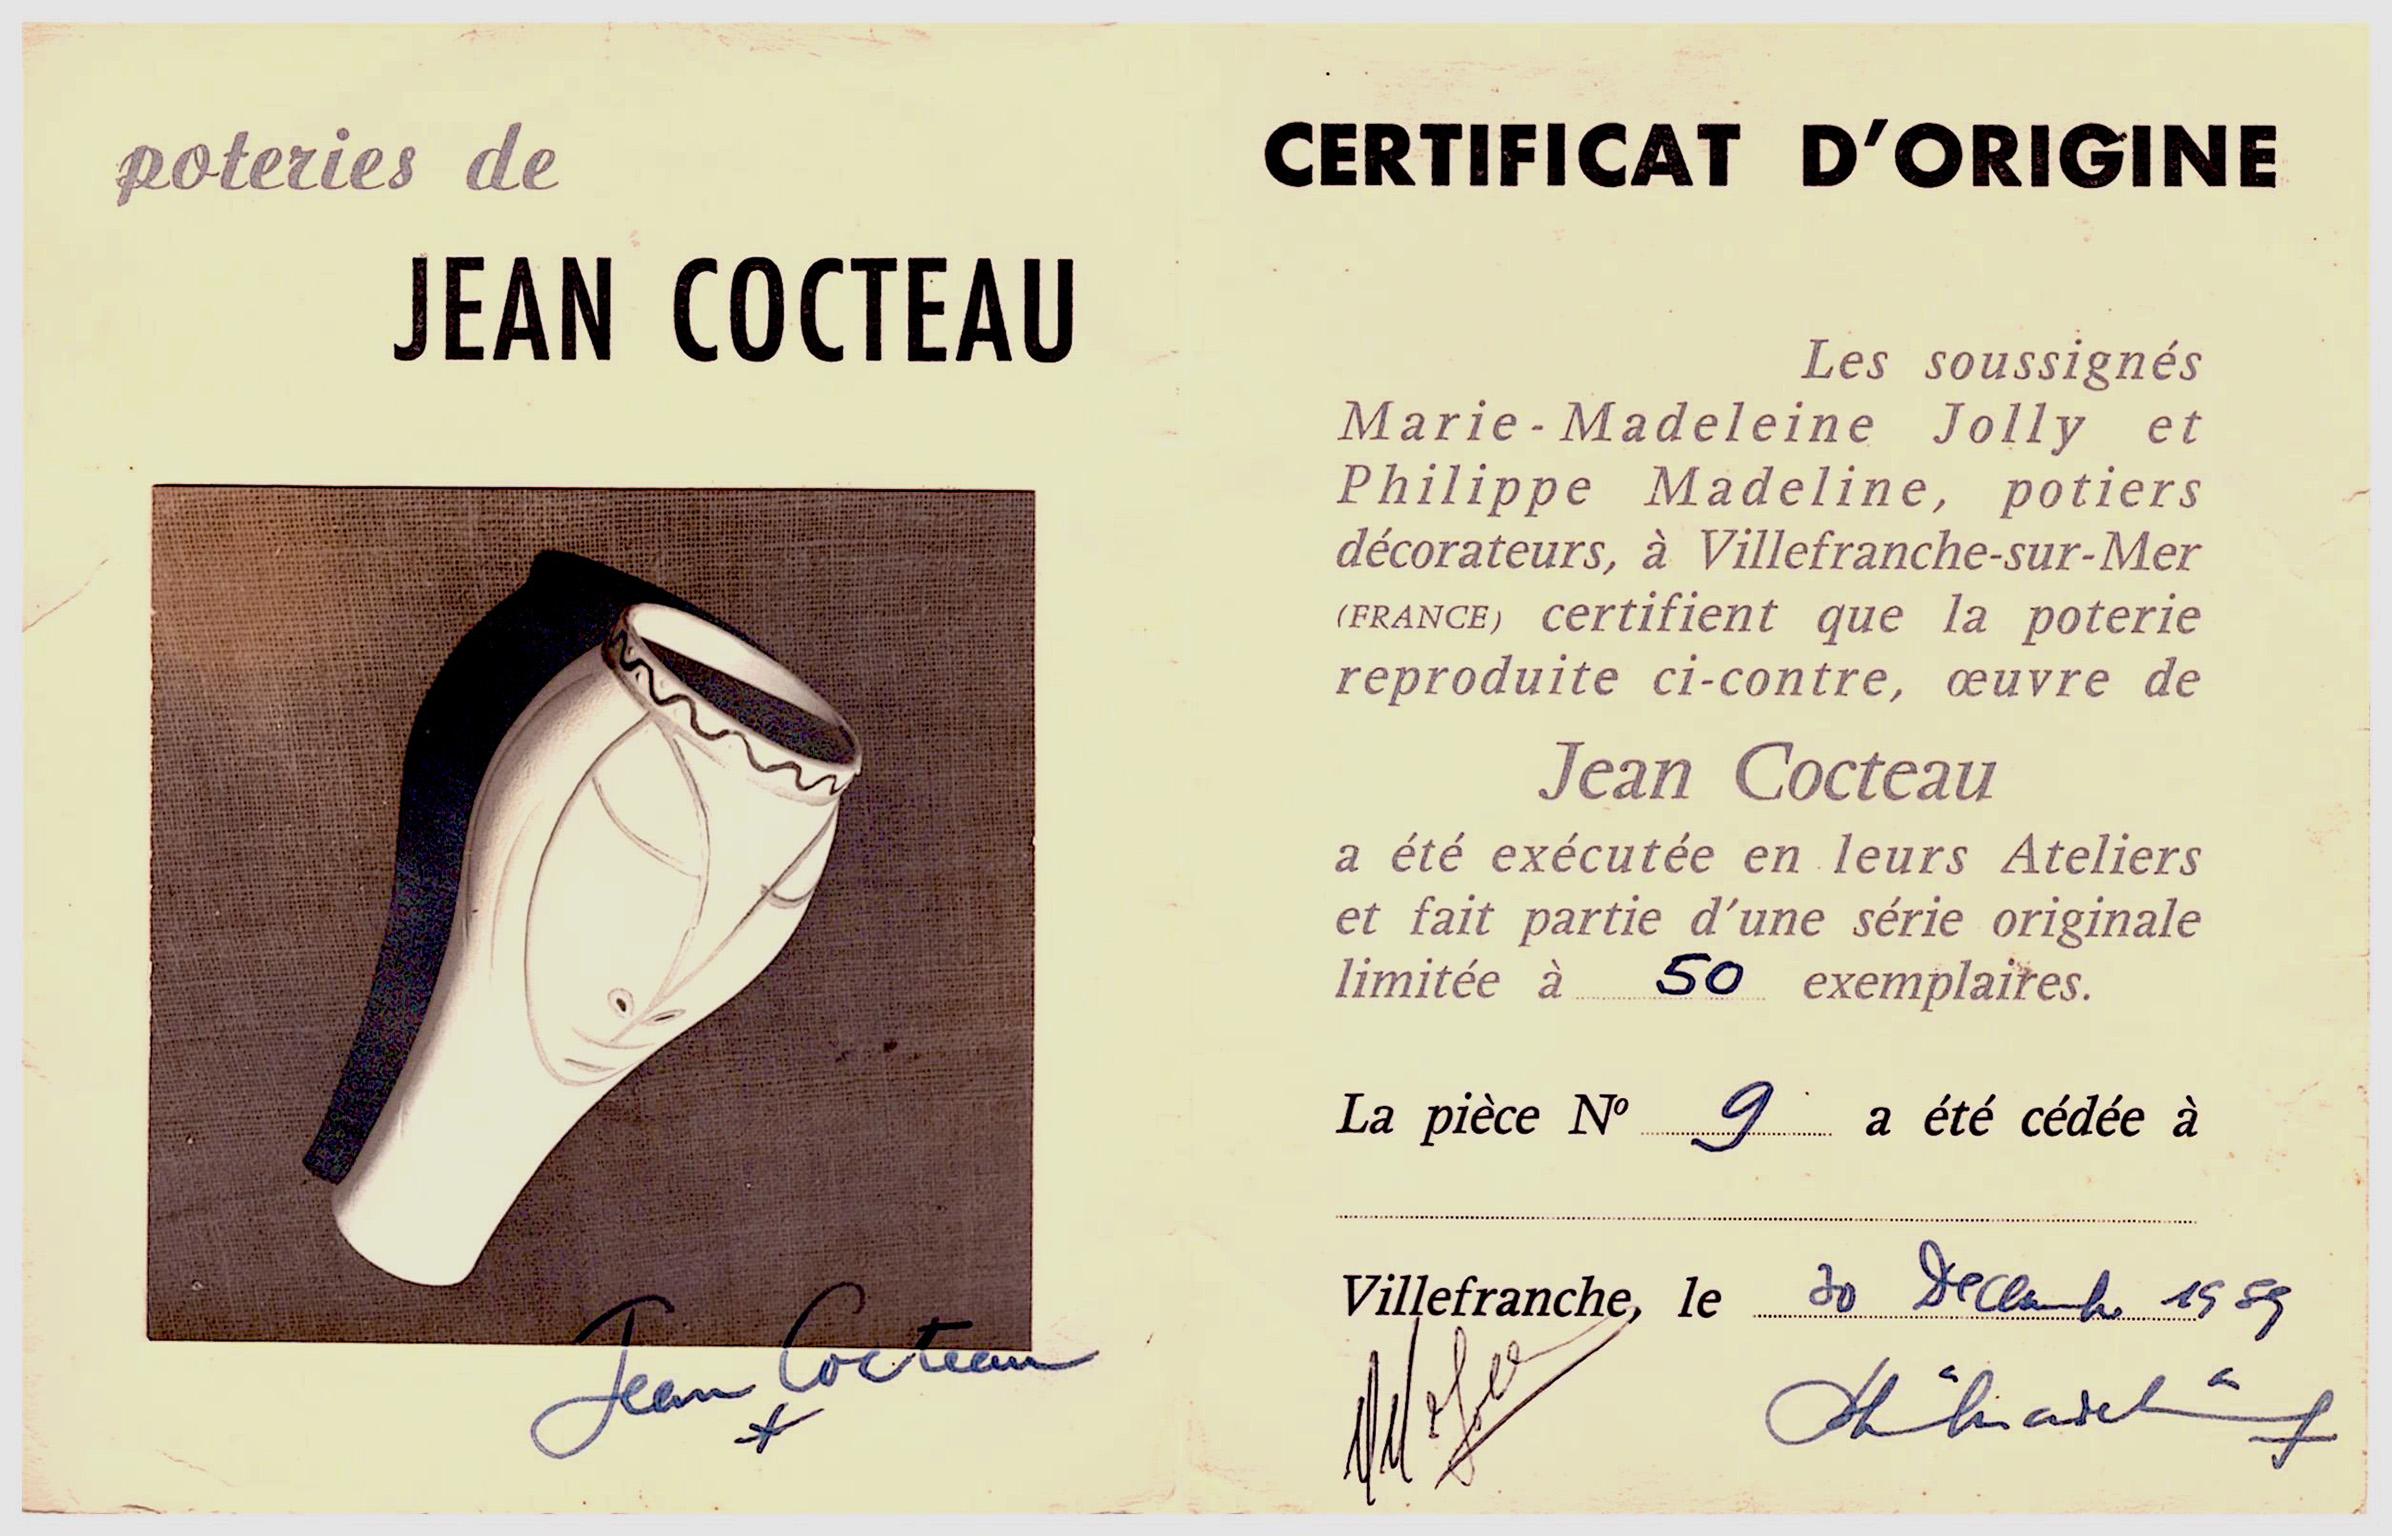 poteries de
JEAN COCTEAU
Jean Cocteau
CERTIFICAT D'ORIGINE
Les soussignés
Marie-Madeleine Jolly et
Philippe Madeline, potiers
décorateurs, à Villefranche-sur-Mer
(FRANCE) certifient que la poterie
reproduite ci-contre, œuvre de
Jean Cocteau
a été exécutée en leurs Ateliers
et fait partie d'une série originale
limitée à 50 exemplaires.
La pièce Nº 9 a été cédée à
Villefranche, le Décembre 1959